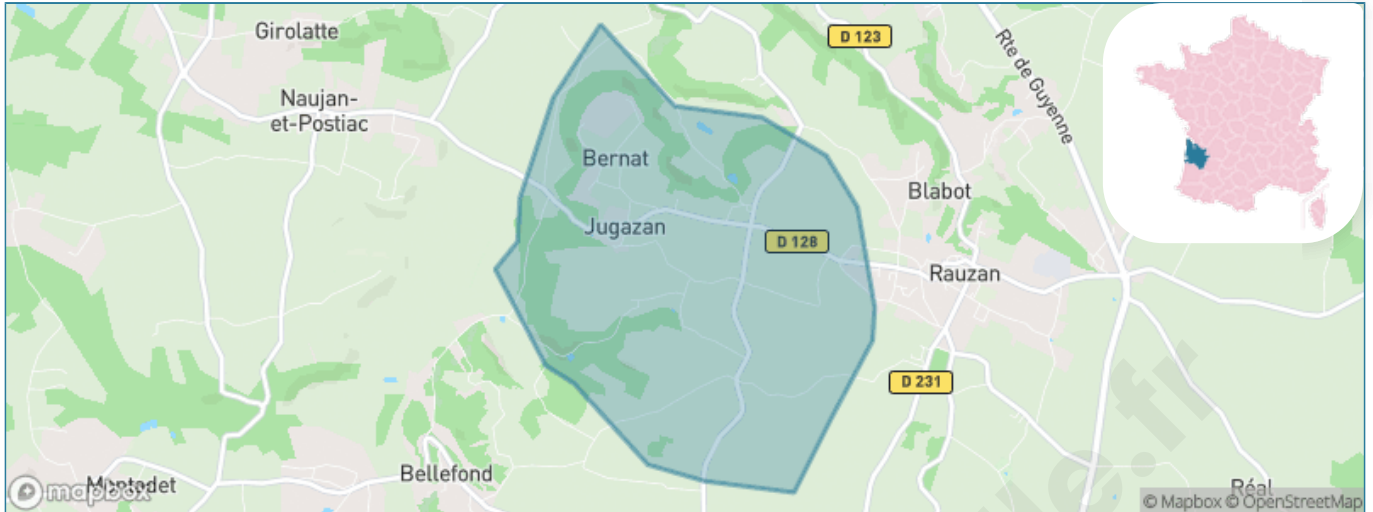 Girolatte
D 123
Rte de Guyenne
Naujan-
et-Postiac
Bernat
Blabot
Jugazan
D 128
Rauzan
D 231
Bellefond
Montodet
mapbox
Réal
© Mapbox © OpenStreetMap